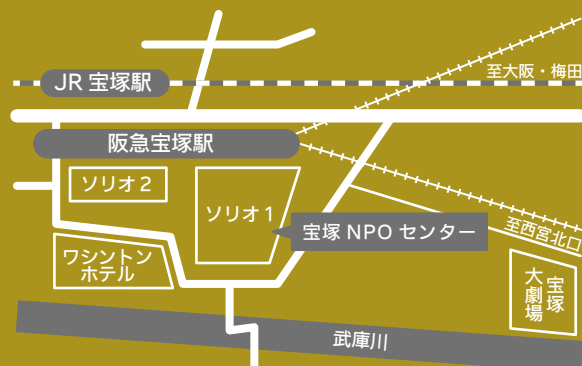 至大阪・梅田
JR 宝塚駅
阪急宝塚駅
ソリオ2
ソリオ1
宝塚 NPO センター
至西宮北口
ワシントン
ホテル
宝塚
大劇場
武庫川